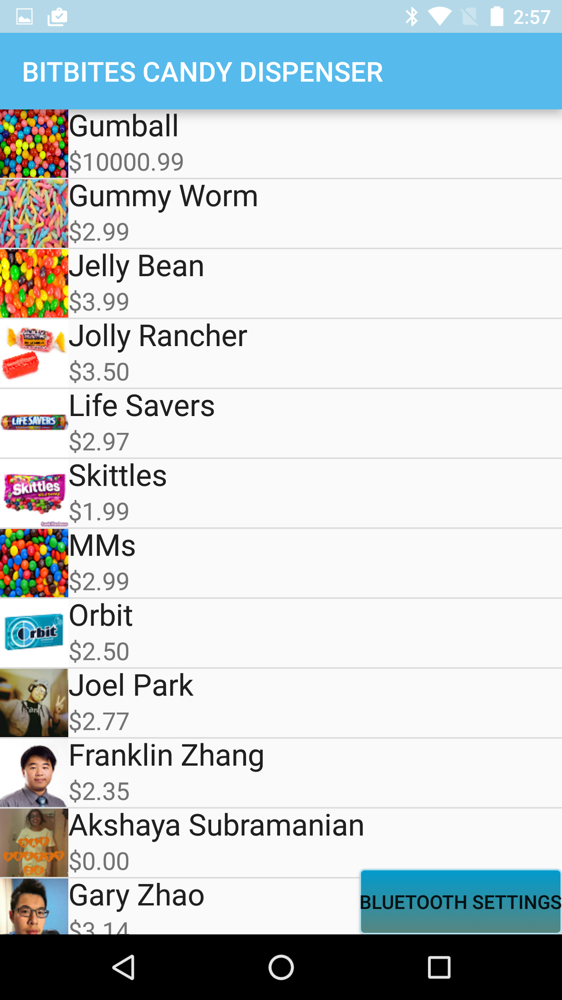 2:57
BITBITES CANDY DISPENSER
Gumball
$10000.99
Gummy Worm
$2.99
Jelly Bean
$3.99
Jolly Rancher
$3.50
Life Savers
$2.97
LIFE SAVERS
Skittles
$1.99
Skittles
MMs
$2.99
Orbit
$2.50
Orbit
Joel Park
$2.77
Franklin Zhang
$2.35
Akshaya Subramanian
$0.00
Gary Zhao
$3.14
BLUETOOTH SETTINGS